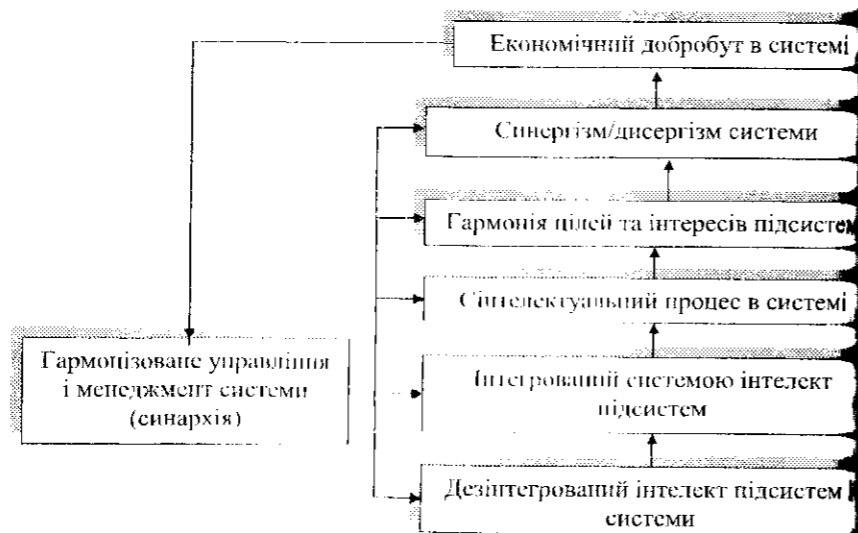 Економічний добробут в системі
Синергізм/дисергізм системи
Гармонія цілей та інтересів підсистем
Сінтелектуальний процес в системі
Гармонізоване управління
і менеджмент системи
(синархія)
Інтегрований системою інтелект
підсистем
Дезінтегрований інтелект підсистем
системи